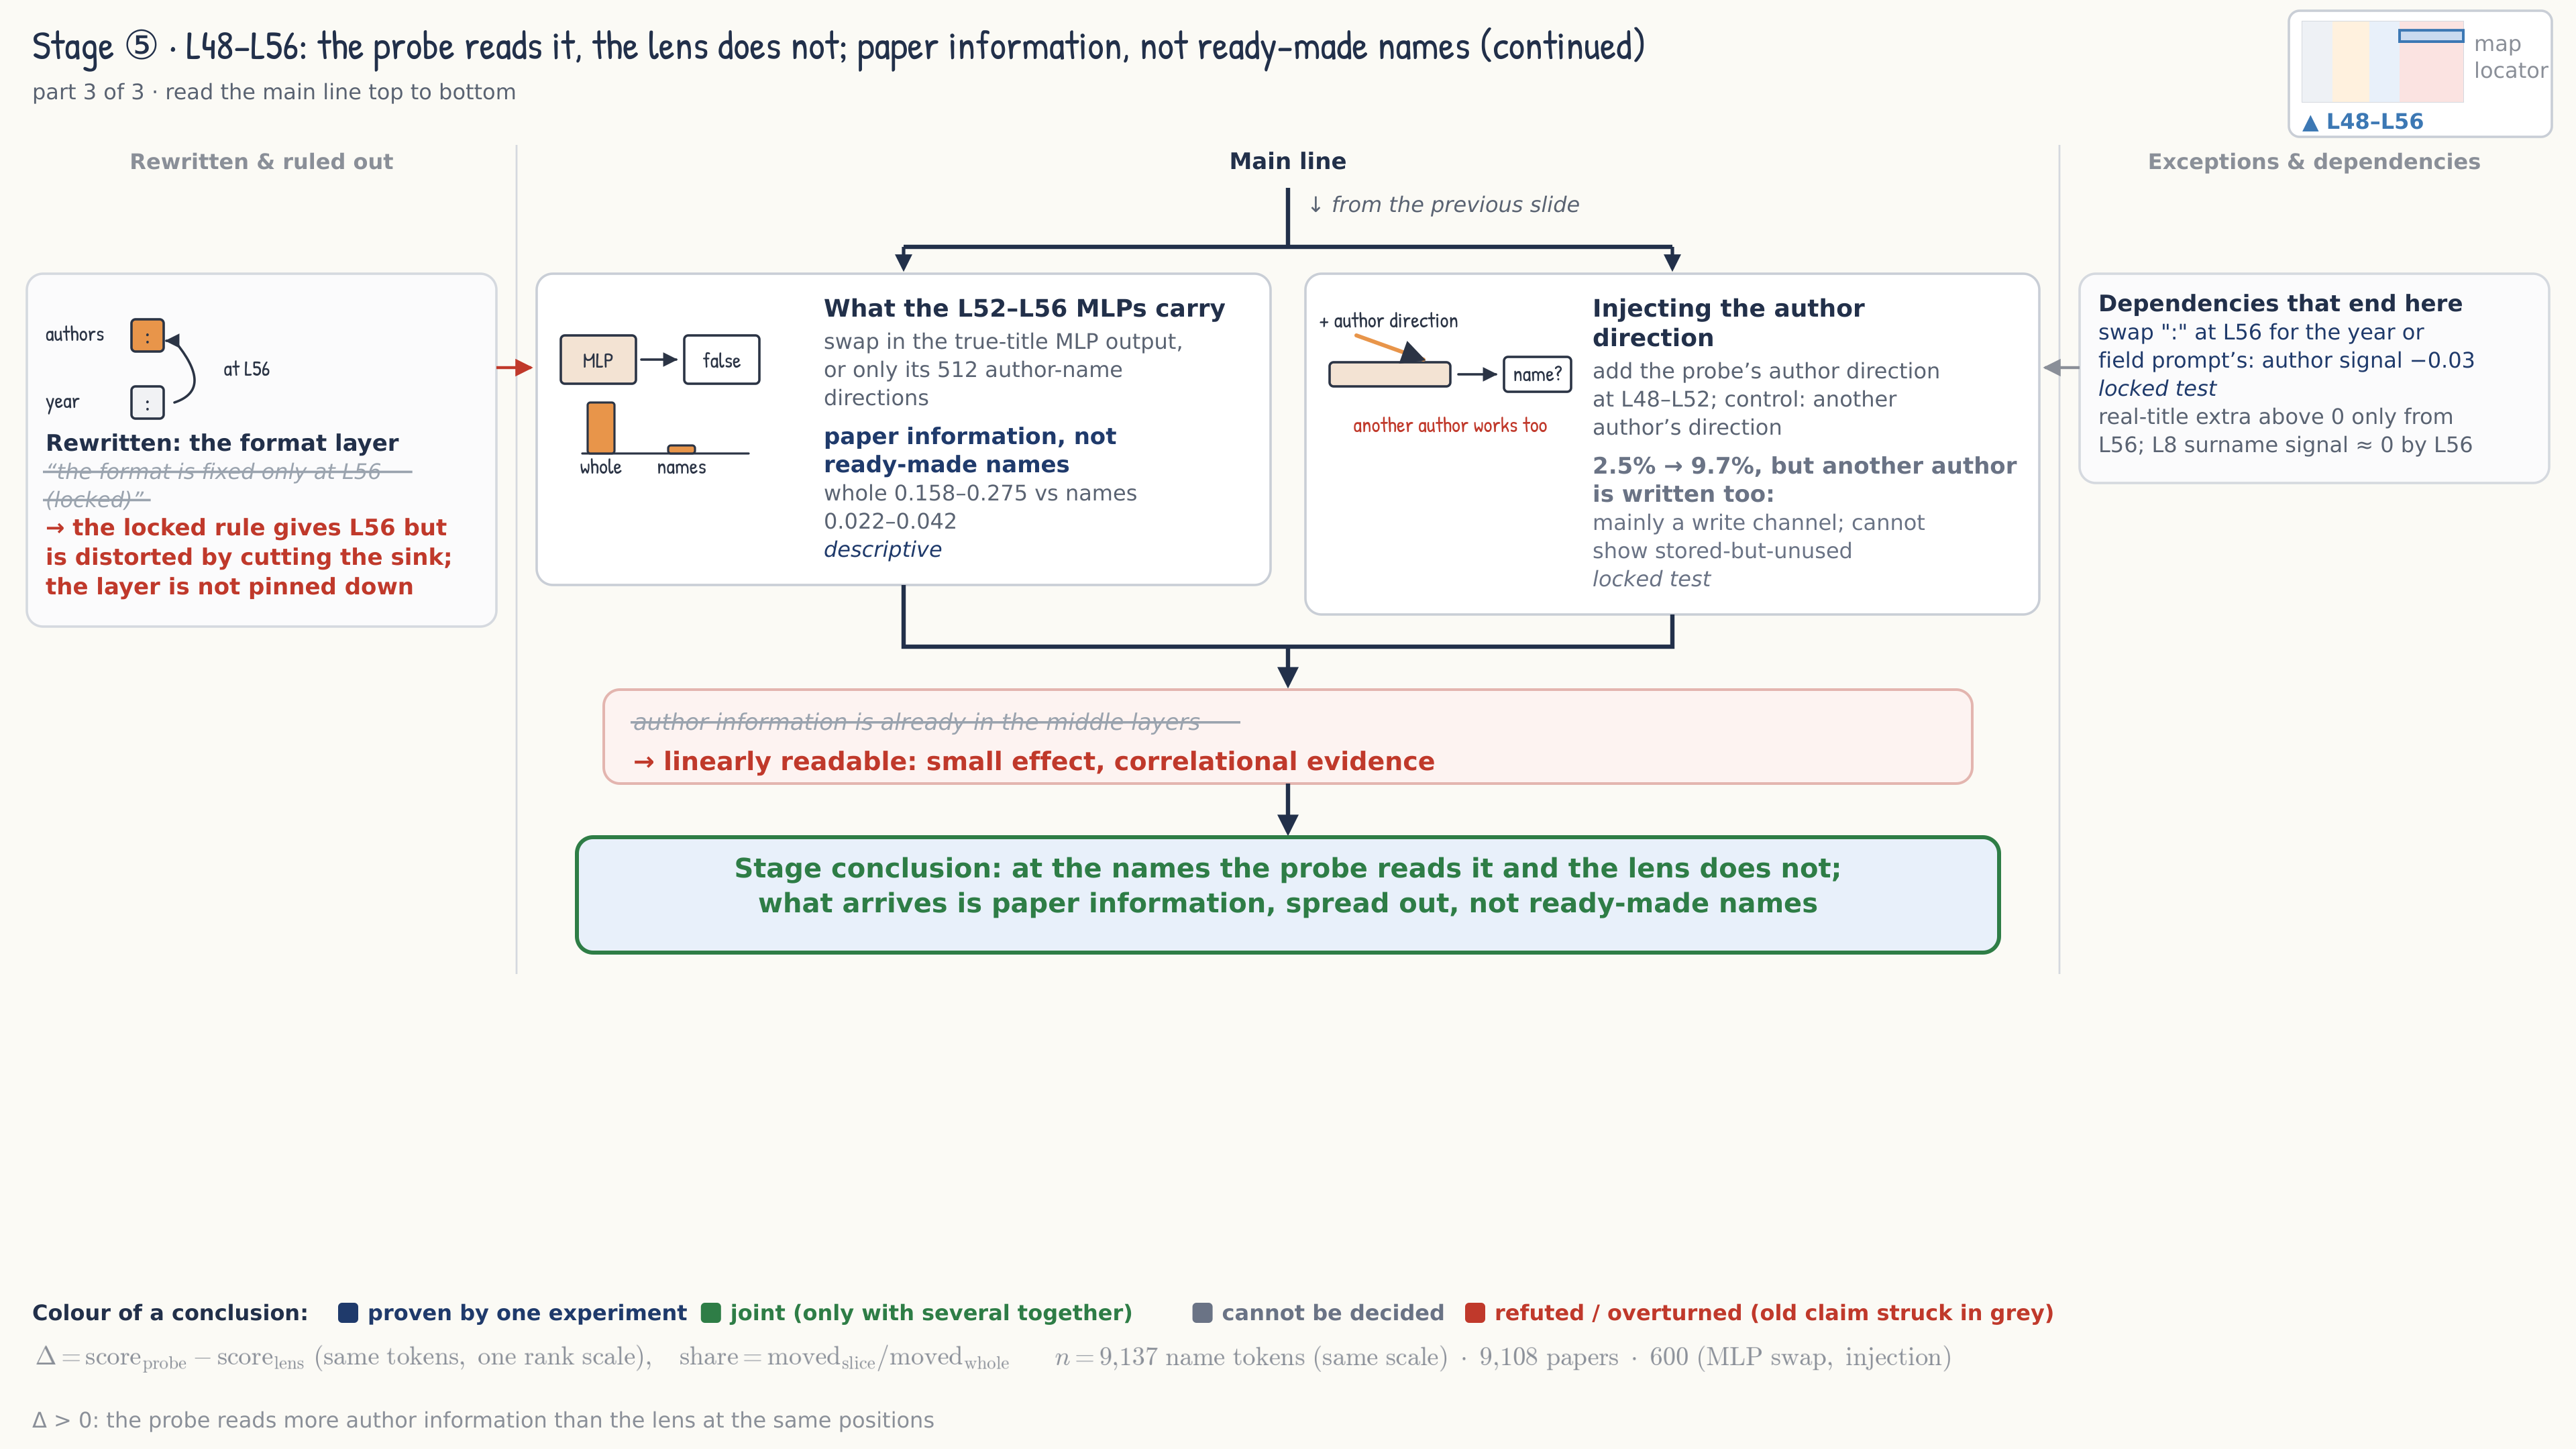 Stage ⑤ · L48–L56: the probe reads it, the lens does not; paper information, not ready-made names (continued)
part 3 of 3 · read the main line top to bottom
map
locator
▲ L48–L56
Rewritten & ruled out
Main line
Exceptions & dependencies
↓ from the previous slide
authors
:
at L56
year
:
Rewritten: the format layer
“the format is fixed only at L56
(locked)”
→ the locked rule gives L56 but
is distorted by cutting the sink;
the layer is not pinned down
MLP
false
whole
names
What the L52–L56 MLPs carry
swap in the true-title MLP output,
or only its 512 author-name
directions
paper information, not
ready-made names
whole 0.158–0.275 vs names
0.022–0.042
descriptive
+ author direction
name?
another author works too
Injecting the author
direction
add the probe’s author direction
at L48–L52; control: another
author’s direction
2.5% → 9.7%, but another author
is written too:
mainly a write channel; cannot
show stored-but-unused
locked test
Dependencies that end here
swap ":" at L56 for the year or
field prompt’s: author signal −0.03
locked test
real-title extra above 0 only from
L56; L8 surname signal ≈ 0 by L56
author information is already in the middle layers
→ linearly readable: small effect, correlational evidence
Stage conclusion: at the names the probe reads it and the lens does not;
what arrives is paper information, spread out, not ready-made names
Colour of a conclusion: proven by one experiment joint (only with several together) cannot be decided refuted / overturned (old claim struck in grey)
Δ = score_probe − score_lens (same tokens, one rank scale), share = moved_slice/moved_whole n = 9,137 name tokens (same scale) · 9,108 papers · 600 (MLP swap, injection)
Δ > 0: the probe reads more author information than the lens at the same positions